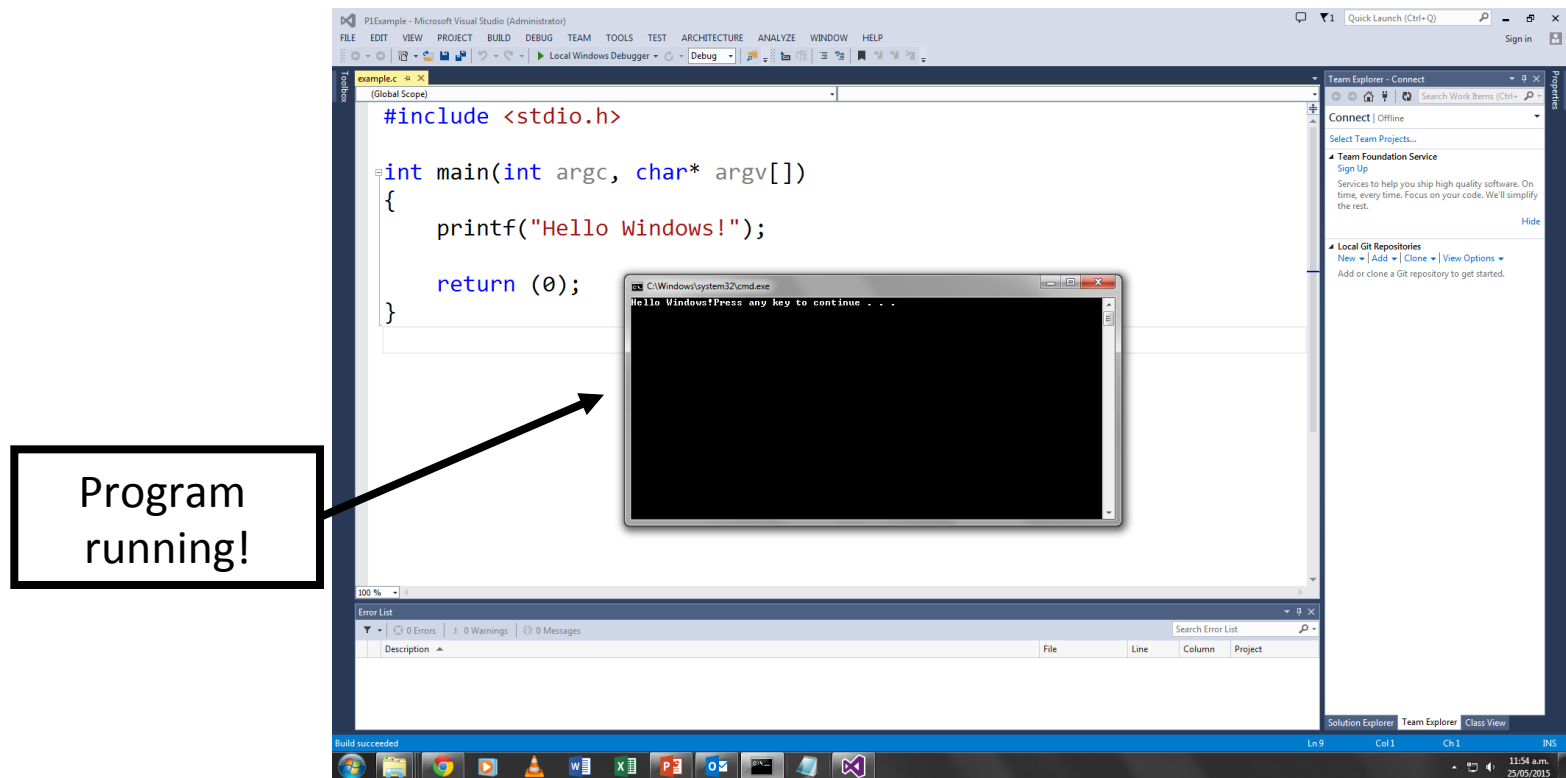 P1Example - Microsoft Visual Studio (Administrator)
1
Quick Launch (Ctrl+Q)
FILE EDIT VIEW PROJECT BUILD DEBUG TEAM TOOLS TEST ARCHITECTURE ANALYZE WINDOW HELP
Sign in
Local Windows Debugger
Debug
Toolbox
example.c
(Global Scope)
#include <stdio.h>
int main(int argc, char* argv[])
{
printf("Hello Windows!");
return (0);
}
C:\Windows\system32\cmd.exe
Hello Windows!Press any key to continue . . .
Program
running!
100 %
Error List
0 Errors
0 Warnings
0 Messages
Search Error List
Description
File
Line
Column
Project
Team Explorer - Connect
Search Work Items (Ctrl+
Connect | Offline
Select Team Projects...
Team Foundation Service
Sign Up
Services to help you ship high quality software. On
time, every time. Focus on your code. We'll simplify
the rest.
Hide
Local Git Repositories
New | Add | Clone | View Options
Add or clone a Git repository to get started.
Properties
Solution Explorer Team Explorer Class View
Build succeeded
Ln 9 Col 1 Ch 1 INS
11:54 a.m.
25/05/2015